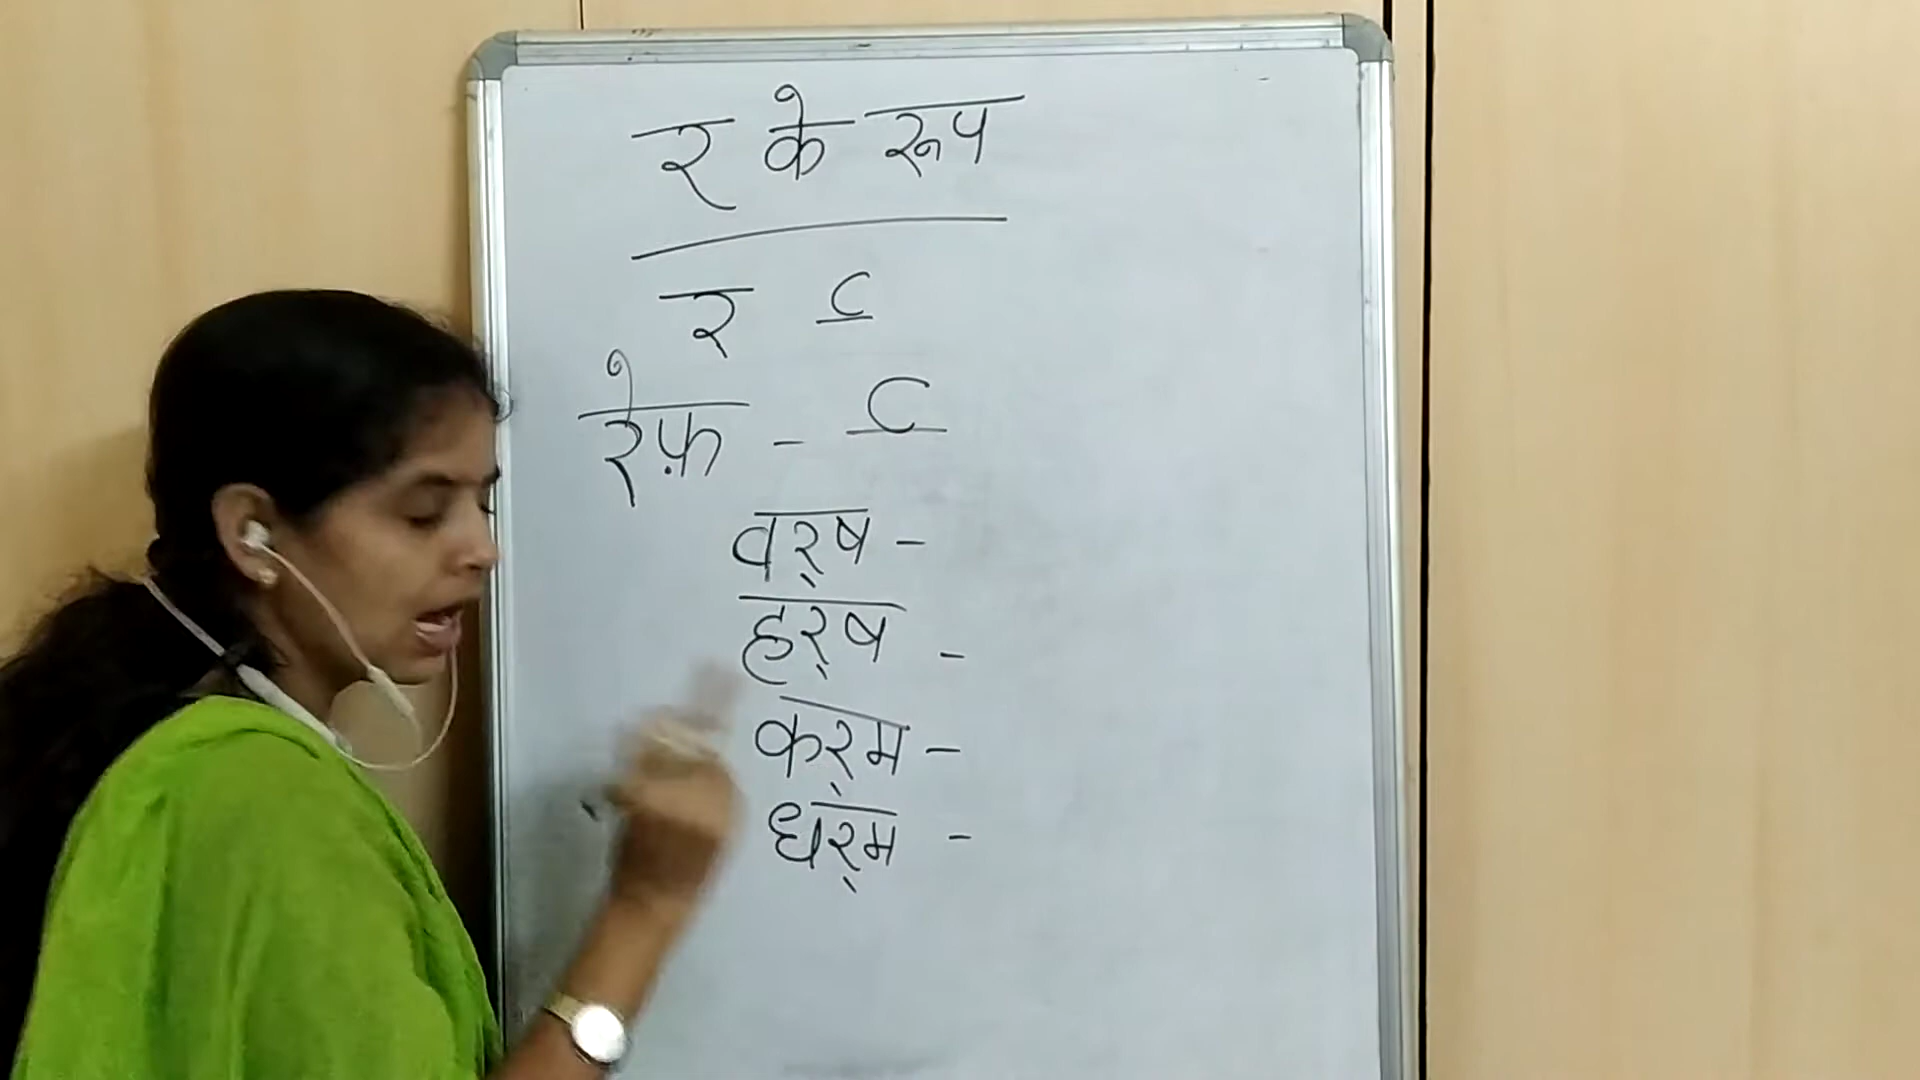 र के रूप
र र्
रेफ़ - र्
वर्‌ष -
हर्‌ष -
कर्‌म -
धर्‌म -